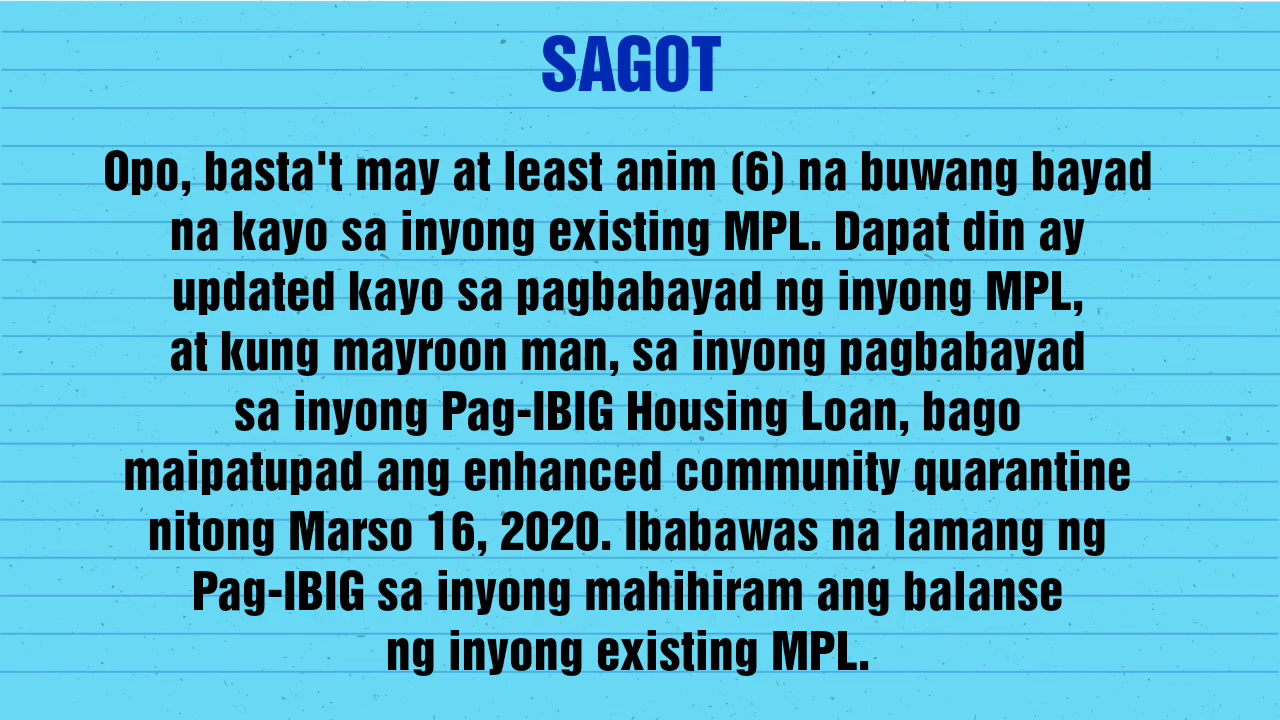 SAGOT
Opo, basta't may at least anim (6) na buwang bayad
na kayo sa inyong existing MPL. Dapat din ay
updated kayo sa pagbabayad ng inyong MPL,
at kung mayroon man, sa inyong pagbabayad
sa inyong Pag-IBIG Housing Loan, bago
maipatupad ang enhanced community quarantine
nitong Marso 16, 2020. Ibabawas na lamang ng
Pag-IBIG sa inyong mahihiram ang balanse
ng inyong existing MPL.